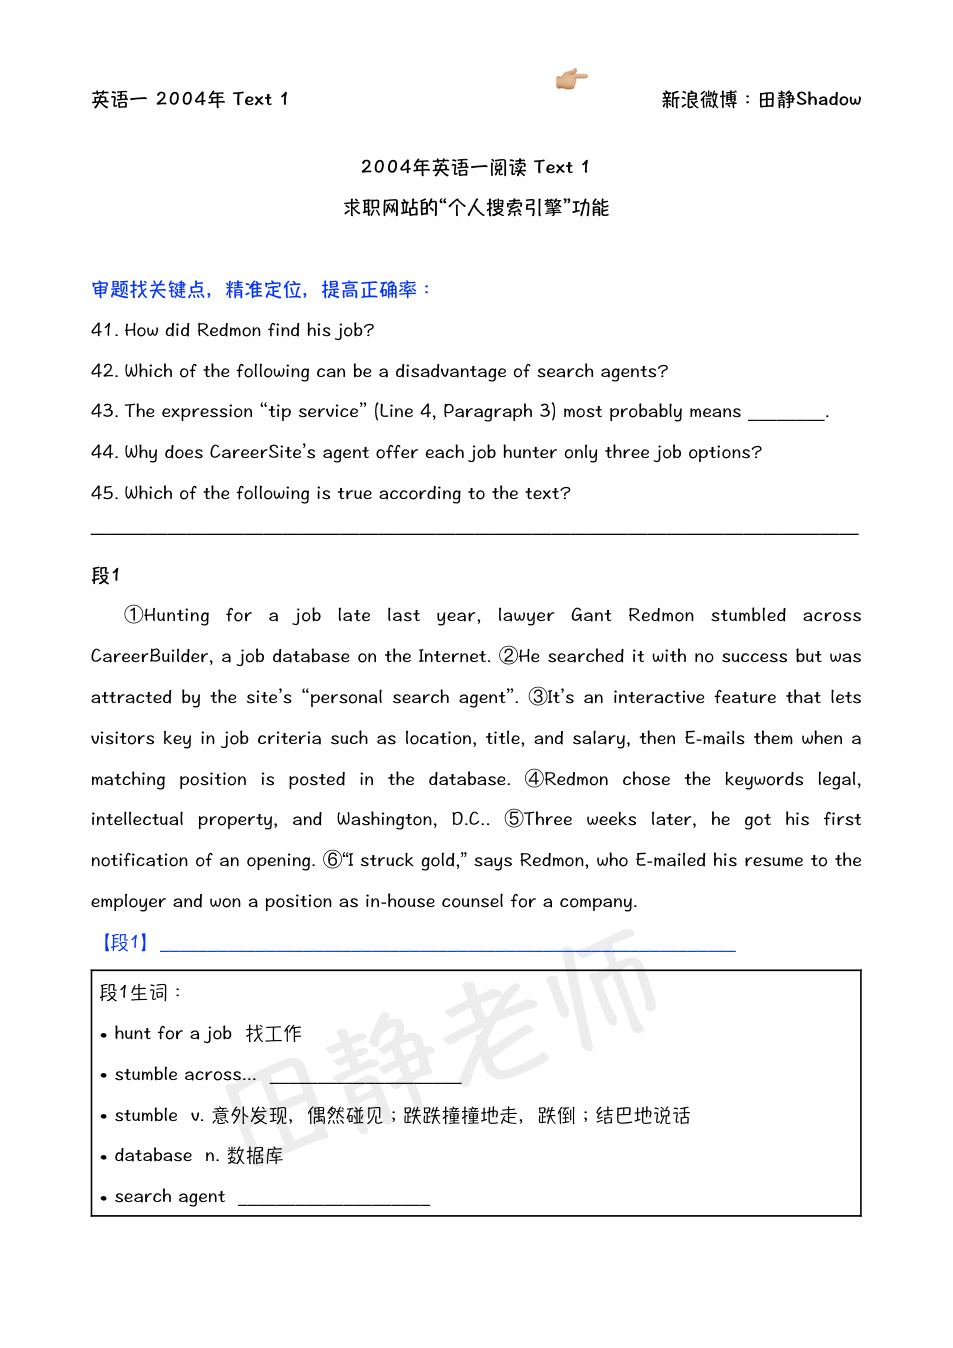 英语一 2004年 Text 1 新浪微博：田静Shadow
2004年英语一阅读 Text 1
求职网站的“个人搜索引擎”功能
审题找关键点，精准定位，提高正确率：
41. How did Redmon find his job?
42. Which of the following can be a disadvantage of search agents?
43. The expression “tip service” (Line 4, Paragraph 3) most probably means ________.
44. Why does CareerSite’s agent offer each job hunter only three job options?
45. Which of the following is true according to the text?
段1
①Hunting for a job late last year, lawyer Gant Redmon stumbled across
CareerBuilder, a job database on the Internet. ②He searched it with no success but was
attracted by the site’s “personal search agent”. ③It’s an interactive feature that lets
visitors key in job criteria such as location, title, and salary, then E-mails them when a
matching position is posted in the database. ④Redmon chose the keywords legal,
intellectual property, and Washington, D.C.. ⑤Three weeks later, he got his first
notification of an opening. ⑥“I struck gold,” says Redmon, who E-mailed his resume to the
employer and won a position as in-house counsel for a company.
【段1】____________________________________________________________
段1生词：
• hunt for a job 找工作
• stumble across... ____________________
• stumble v. 意外发现，偶然碰见；跌跌撞撞地走，跌倒；结巴地说话
• database n. 数据库
• search agent ____________________
田静老师